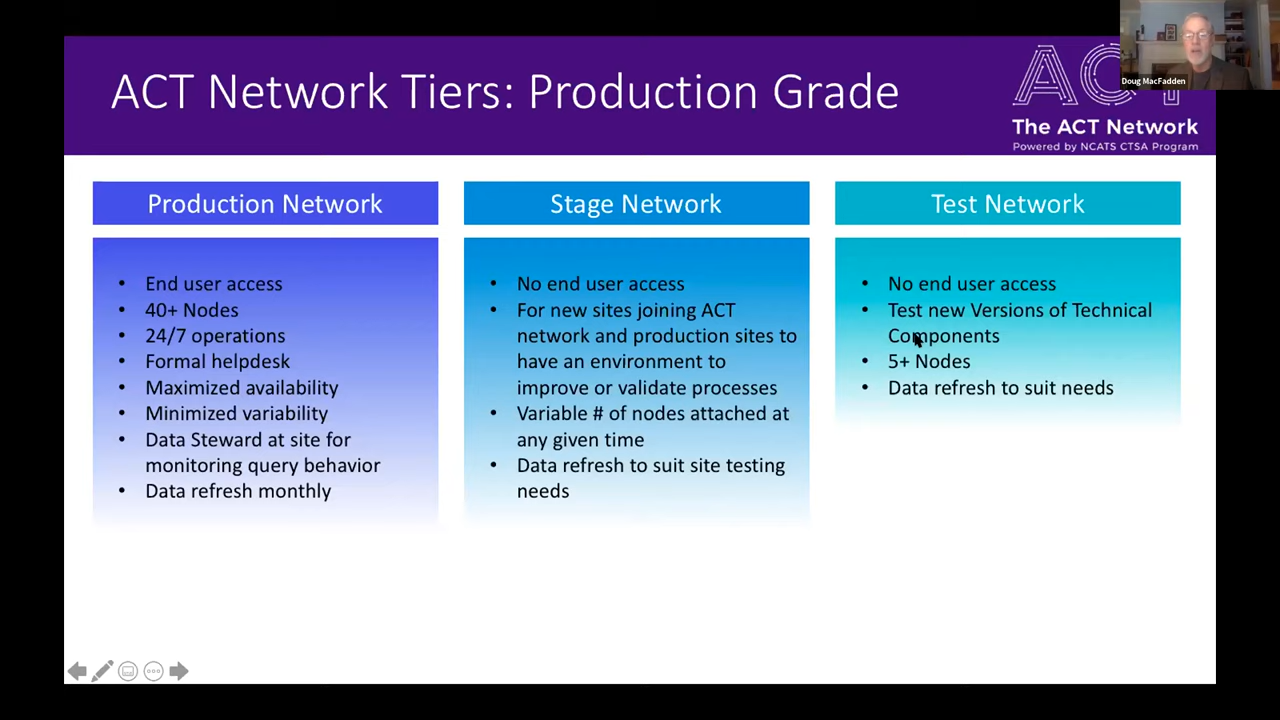 ACT Network Tiers: Production Grade
ACT
Doug MacFadden
The ACT Network
Powered by NCATS CTSA Program
Production Network
• End user access
• 40+ Nodes
• 24/7 operations
• Formal helpdesk
• Maximized availability
• Minimized variability
• Data Steward at site for
monitoring query behavior
• Data refresh monthly
Stage Network
• No end user access
• For new sites joining ACT
network and production sites to
have an environment to
improve or validate processes
• Variable # of nodes attached at
any given time
• Data refresh to suit site testing
needs
Test Network
• No end user access
• Test new Versions of Technical
Components
• 5+ Nodes
• Data refresh to suit needs